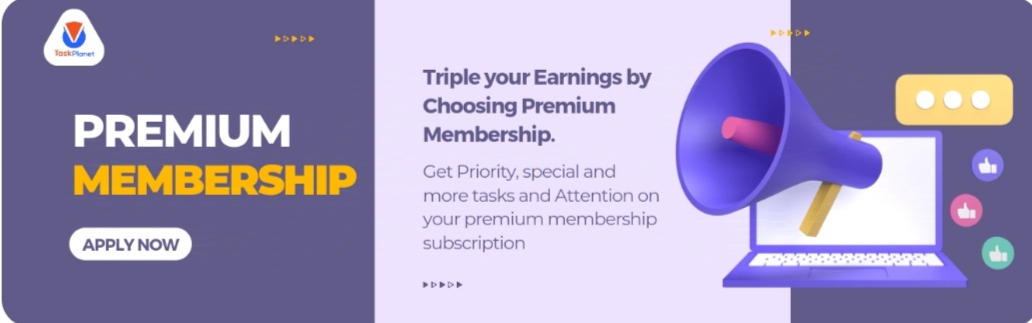 TaskPlanet
PREMIUM
MEMBERSHIP
APPLY NOW
Triple your Earnings by
Choosing Premium
Membership.
Get Priority, special and
more tasks and Attention on
your premium membership
subscription